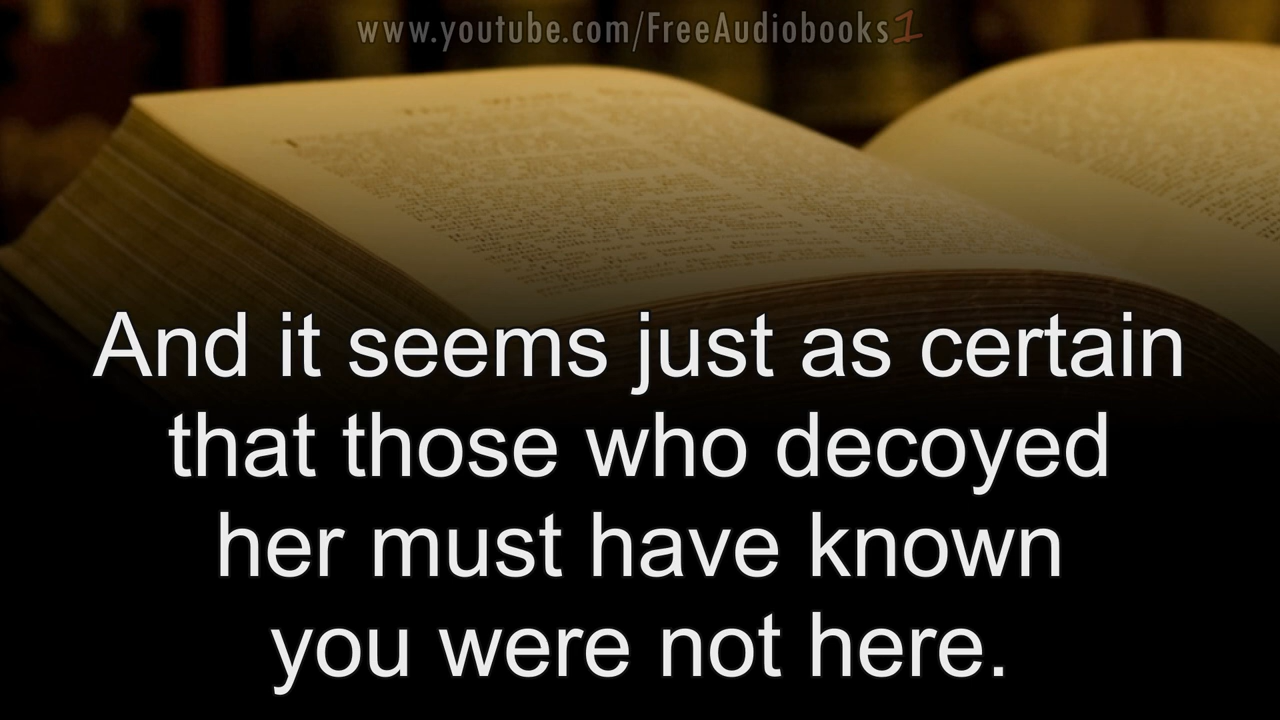 www.youtube.com/FreeAudiobooks1
And it seems just as certain
that those who decoyed
her must have known
you were not here.